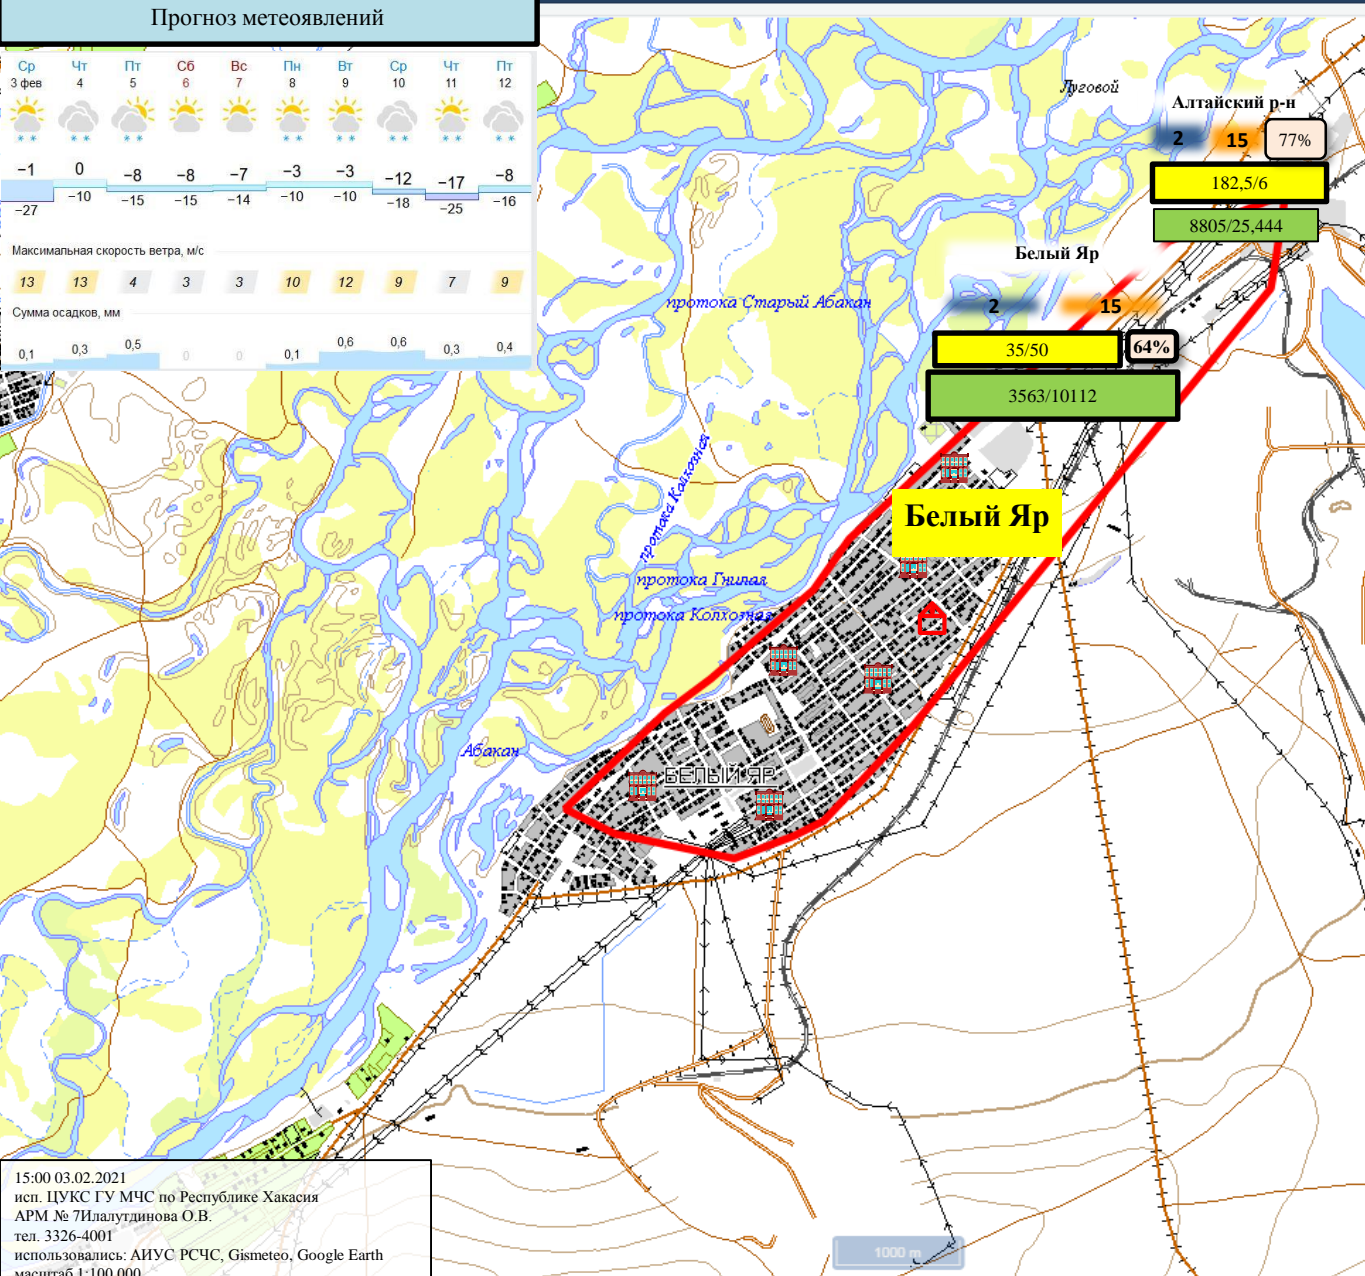 Прогноз метеоявлений
Ср Чт Пт Сб Вс Пн Вт Ср Чт Пт
3 фев 4 5 6 7 8 9 10 11 12
−1 0 −8 −8 −7 −3 −3 −12 −17 −8
−27 −10 −15 −15 −14 −10 −10 −18 −25 −16
Максимальная скорость ветра, м/с
13 13 4 3 3 10 12 9 7 9
Сумма осадков, мм
0,1 0,3 0,5 0 0 0,1 0,6 0,6 0,3 0,4
Луговой
Алтайский р-н
2 15 77%
182,5/6
8805/25,444
Белый Яр
2 15
35/50 64%
3563/10112
протока Старый Абакан
протока Колхозная
Белый Яр
протока Гнилая
протока Колхозная
Абакан
БЕЛЫЙ ЯР
15:00 03.02.2021
исп. ЦУКС ГУ МЧС по Республике Хакасия
АРМ № 7Илалутдинова О.В.
тел. 3326-4001
использовались: АИУС РСЧС, Gismeteo, Google Earth
масштаб 1:100 000
1000 m